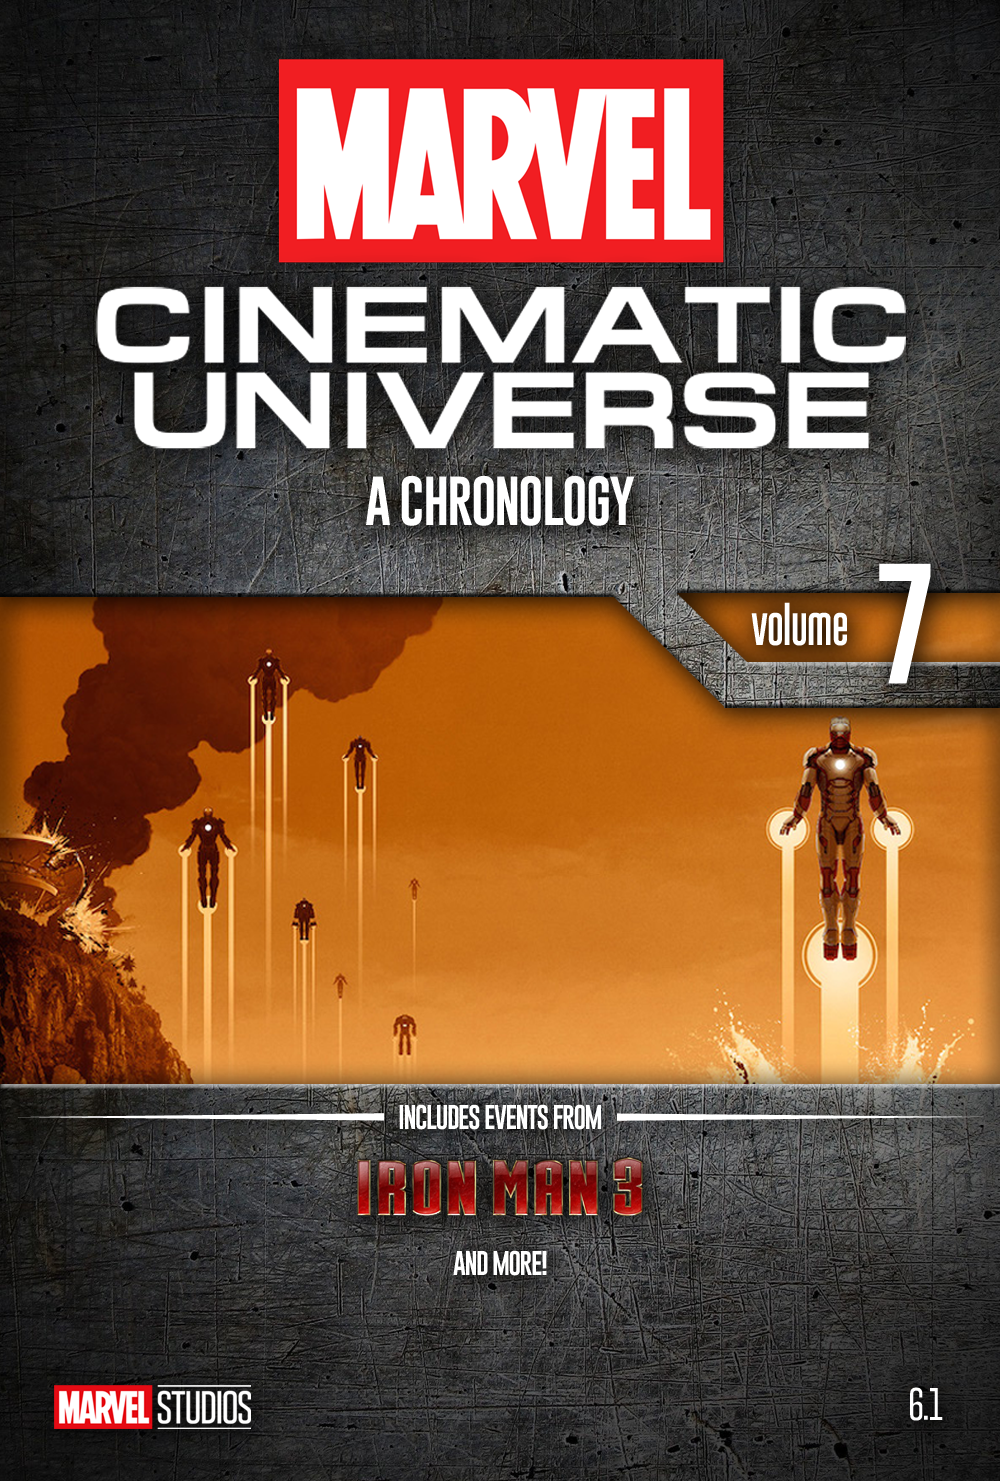 MARVEL
CINEMATIC
UNIVERSE
A CHRONOLOGY
volume 7
INCLUDES EVENTS FROM
IRON MAN 3
AND MORE!
MARVEL STUDIOS
6.1